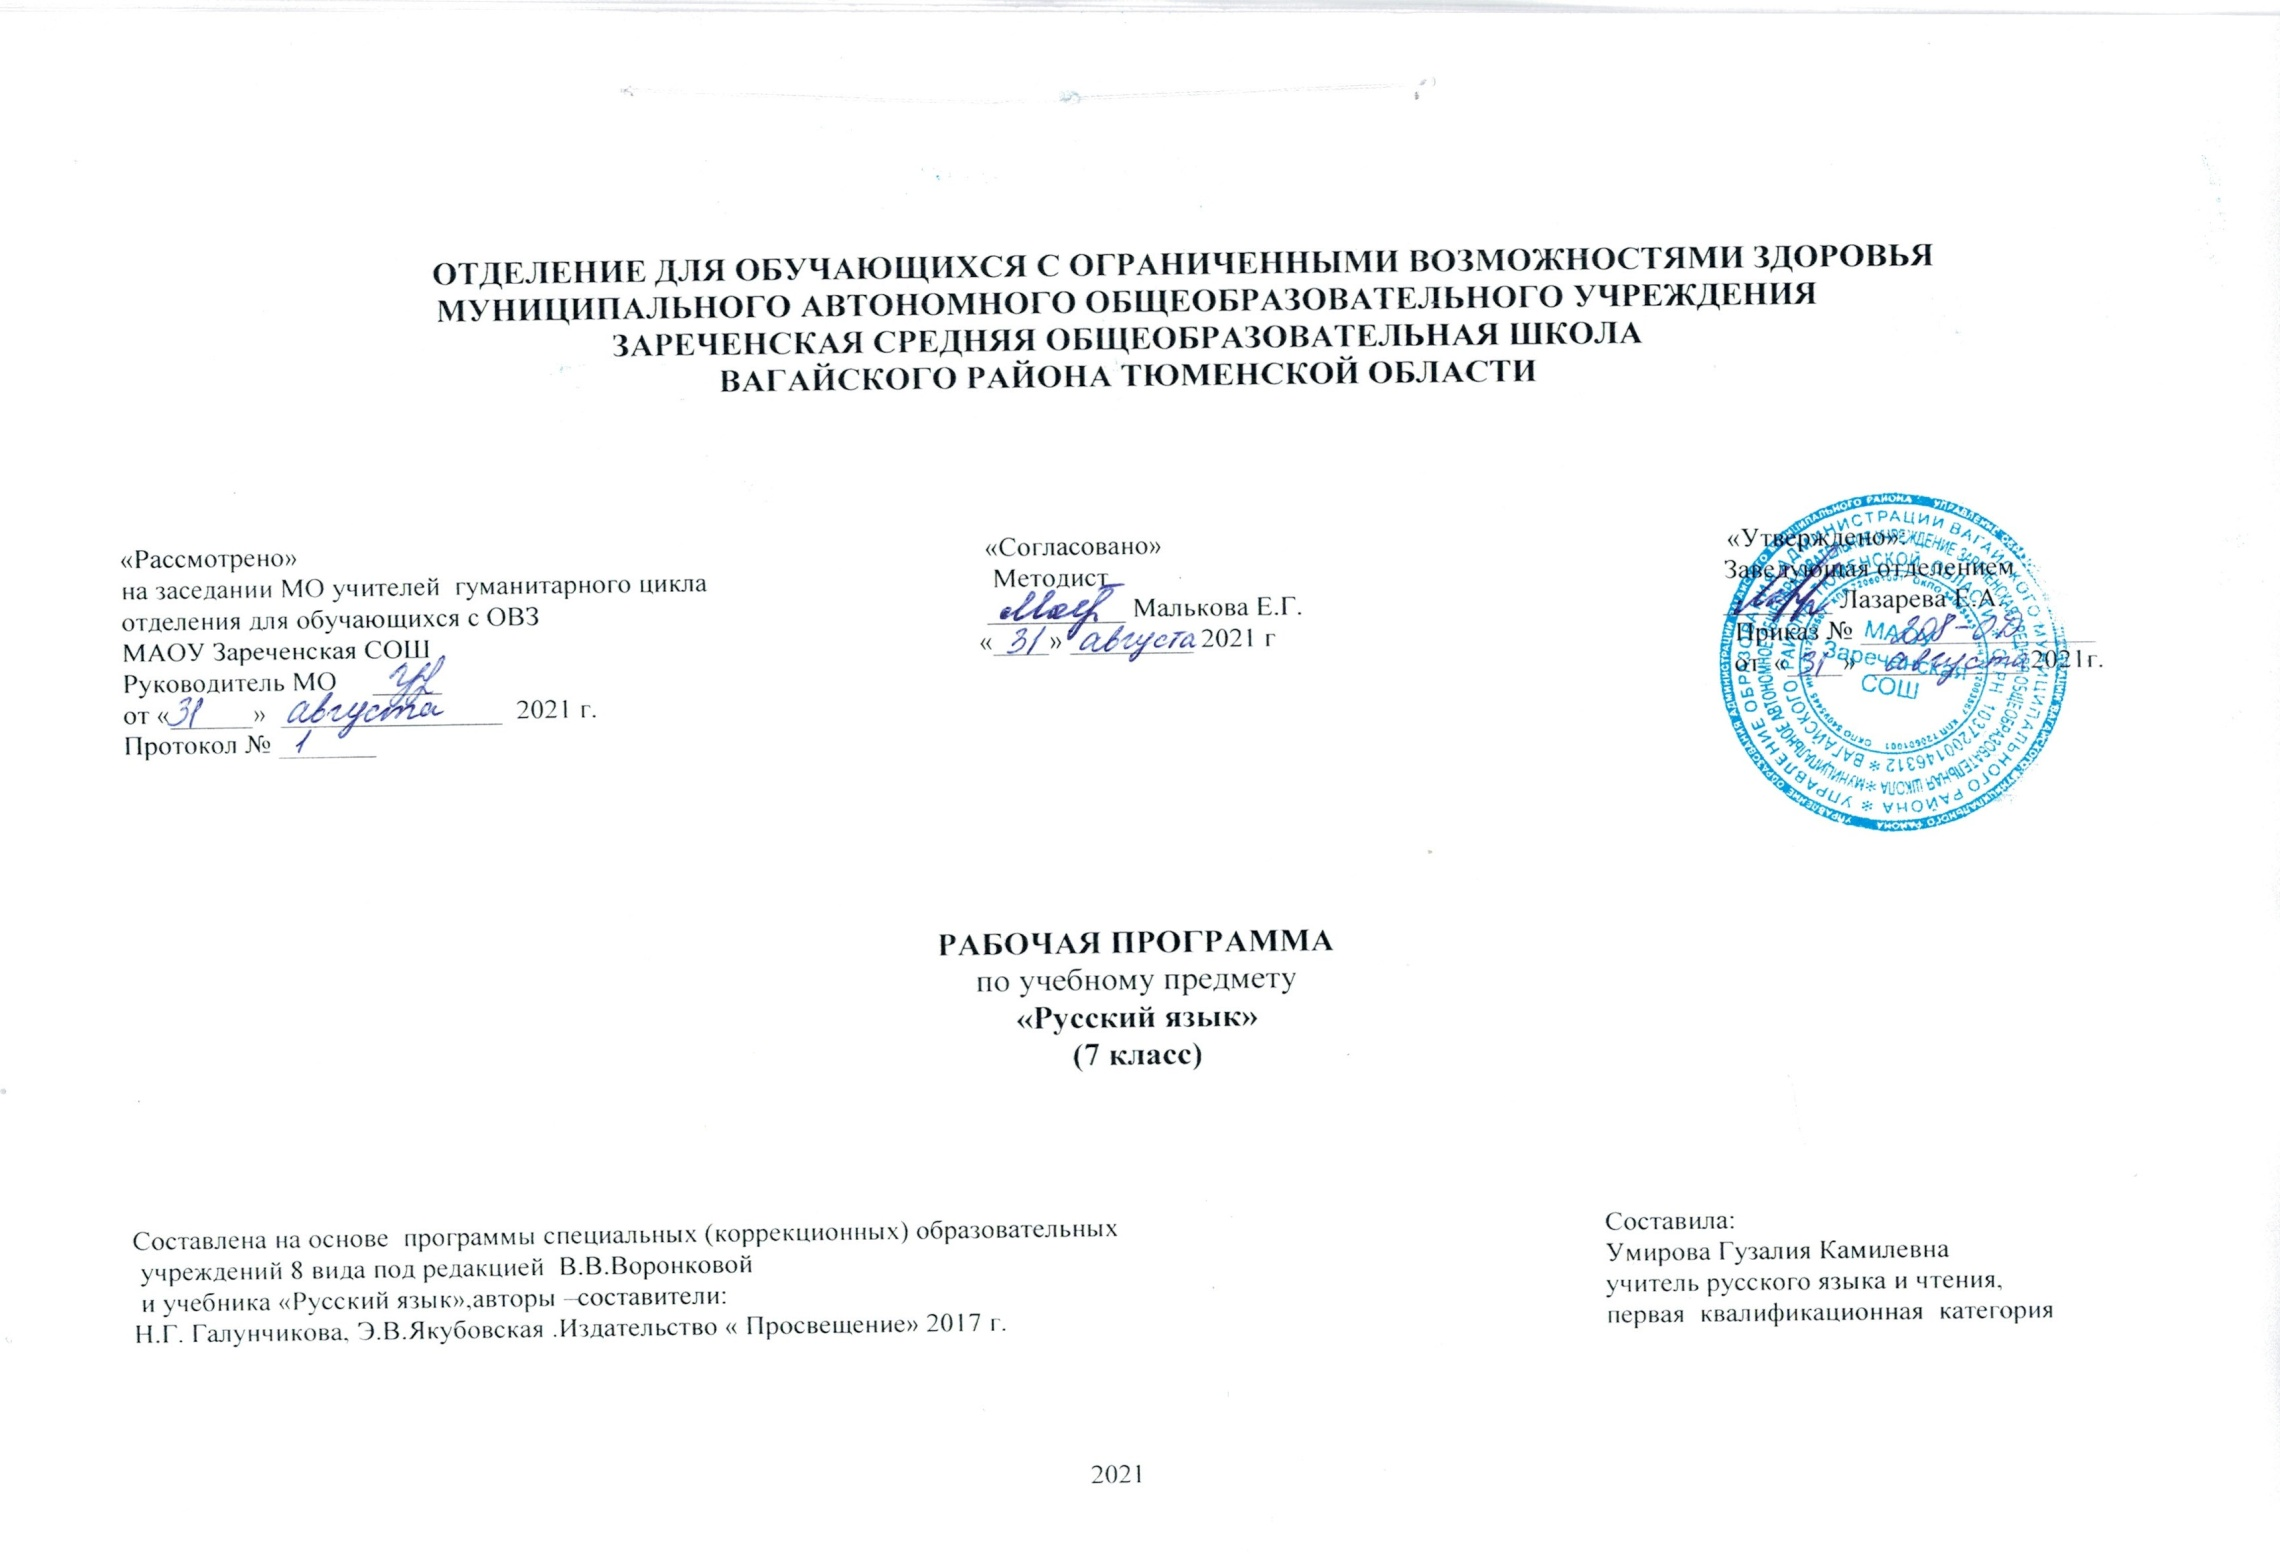 ОТДЕЛЕНИЕ ДЛЯ ОБУЧАЮЩИХСЯ С ОГРАНИЧЕННЫМИ ВОЗМОЖНОСТЯМИ ЗДОРОВЬЯ
МУНИЦИПАЛЬНОГО АВТОНОМНОГО ОБЩЕОБРАЗОВАТЕЛЬНОГО УЧРЕЖДЕНИЯ
ЗАРЕЧЕНСКАЯ СРЕДНЯЯ ОБЩЕОБРАЗОВАТЕЛЬНАЯ ШКОЛА
ВАГАЙСКОГО РАЙОНА ТЮМЕНСКОЙ ОБЛАСТИ
«Рассмотрено»
на заседании МО учителей гуманитарного цикла
отделения для обучающихся с ОВЗ
МАОУ Зареченская СОШ
Руководитель МО
от «31» августа 2021 г.
Протокол № 1
«Согласовано»
Методист
Малькова Е.Г.
«31» августа 2021 г
«Утверждено»:
Заведующая отделением
Лазарева Е.А.
Приказ № 208-ОД
от «31» августа 2021г.
МАОУ
Зареченская
СОШ
РАБОЧАЯ ПРОГРАММА
по учебному предмету
«Русский язык»
(7 класс)
Составлена на основе программы специальных (коррекционных) образовательных
учреждений 8 вида под редакцией В.В.Воронковой
и учебника «Русский язык»,авторы –составители:
Н.Г. Галунчикова, Э.В.Якубовская .Издательство « Просвещение» 2017 г.
Составила:
Умирова Гузалия Камилевна
учитель русского языка и чтения,
первая квалификационная категория
2021